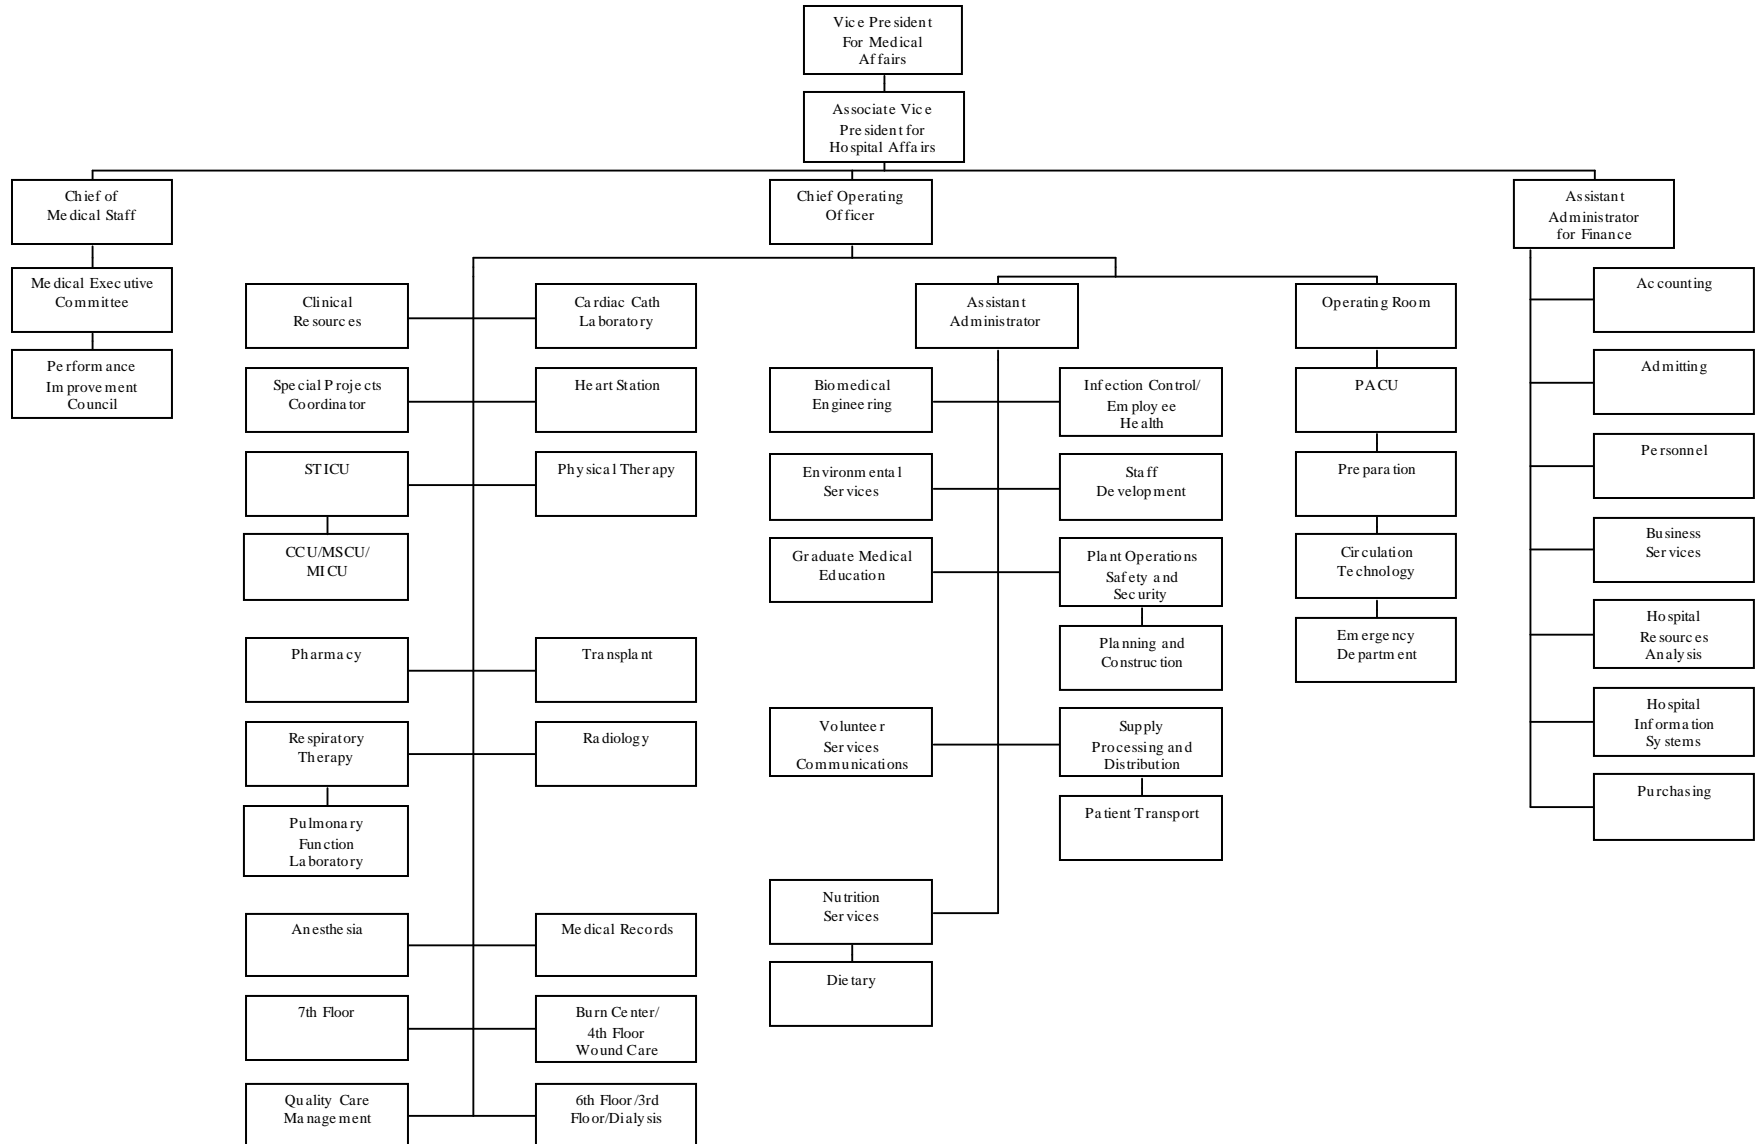 Vice President
For Medical
Affairs
Associate Vice
President for
Hospital Affairs
Chief of
Medical Staff
Chief Operating
Officer
Assistant
Administrator
for Finance
Medical Executive
Committee
Performance
Improvement
Council
Clinical
Resources
Cardiac Cath
Laboratory
Special Projects
Coordinator
Heart Station
STICU
Physical Therapy
CCU/MSCU/
MICU
Pharmacy
Transplant
Respiratory
Therapy
Radiology
Pulmonary
Function
Laboratory
Anesthesia
Medical Records
7th Floor
Burn Center/
4th Floor
Wound Care
Quality Care
Management
6th Floor/3rd
Floor/Dialysis
Assistant
Administrator
Biomedical
Engineering
Infection Control/
Employee
Health
Environmental
Services
Staff
Development
Graduate Medical
Education
Plant Operations
Safety and
Security
Planning and
Construction
Volunteer
Services
Communications
Supply
Processing and
Distribution
Patient Transport
Nutrition
Services
Dietary
Operating Room
PACU
Preparation
Circulation
Technology
Emergency
Department
Accounting
Admitting
Personnel
Business
Services
Hospital
Resources
Analysis
Hospital
Information
Systems
Purchasing